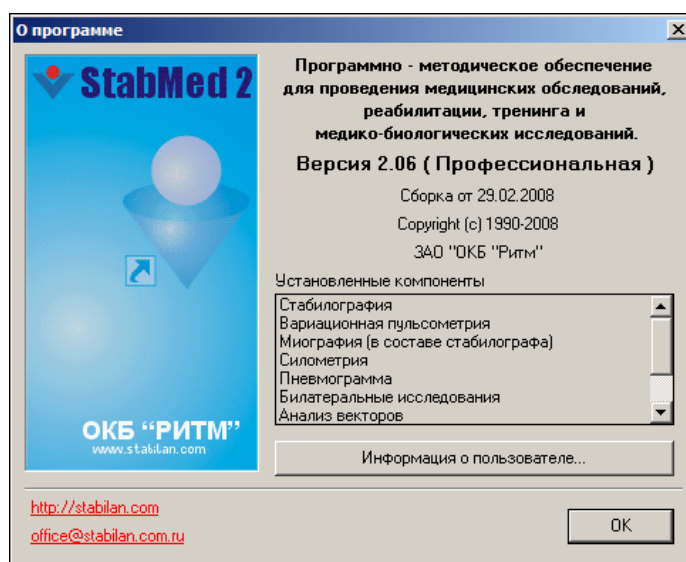 О программе
StabMed 2
Программно - методическое обеспечение
для проведения медицинских обследований,
реабилитации, тренинга и
медико-биологических исследований.
Версия 2.06 ( Профессиональная )
Сборка от 29.02.2008
Copyright (c) 1990-2008
ЗАО "ОКБ "Ритм"
Установленные компоненты
Стабилография
Вариационная пульсометрия
Миография (в составе стабилографа)
Силометрия
Пневмограмма
Билатеральные исследования
Анализ векторов
ОКБ “РИТМ”
www.stabilan.com
Информация о пользователе...
http://stabilan.com
office@stabilan.com.ru
OK